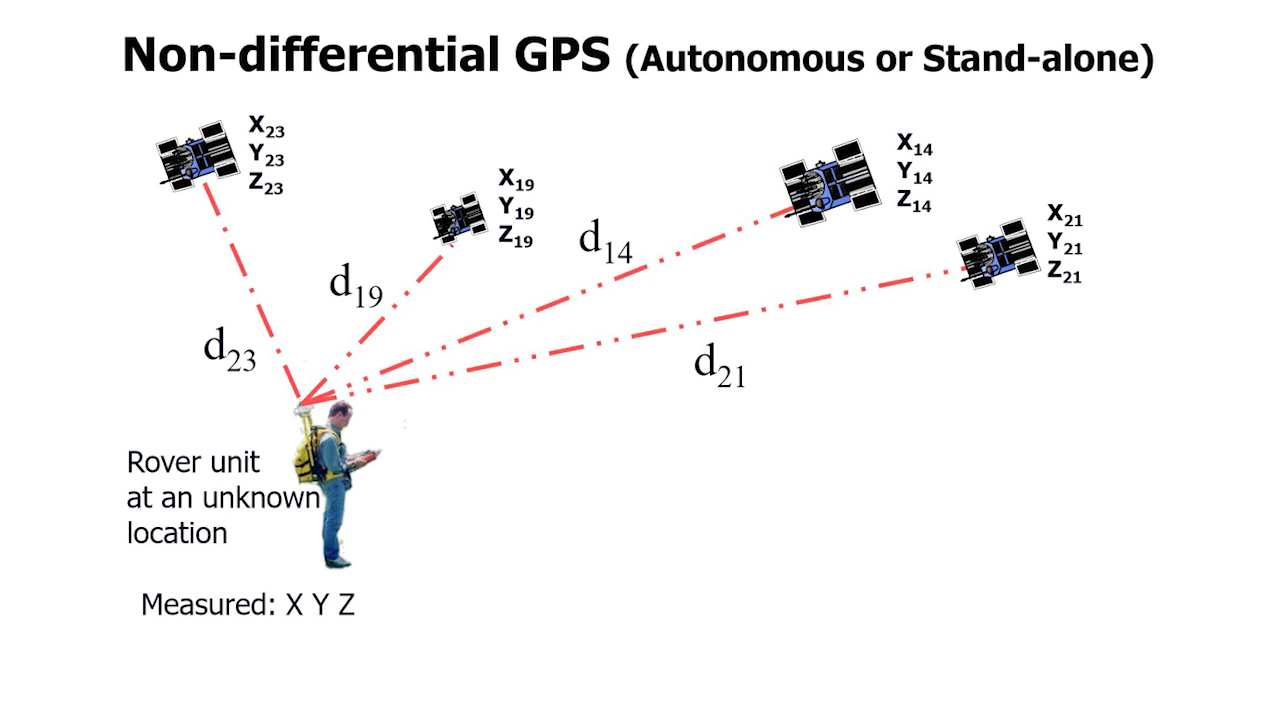 Non-differential GPS (Autonomous or Stand-alone)
X₂₃
Y₂₃
Z₂₃
X₁₉
Y₁₉
Z₁₉
X₁₄
Y₁₄
Z₁₄
X₂₁
Y₂₁
Z₂₁
d₁₄
d₁₉
d₂₃
d₂₁
Rover unit
at an unknown
location
Measured: X Y Z